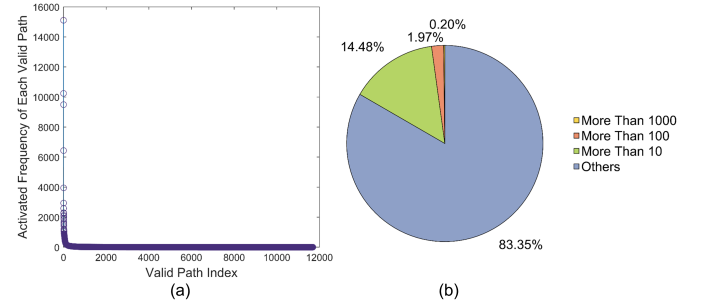 16000
14000
12000
10000
8000
6000
4000
2000
0
Activated Frequency of Each Valid Path
0 2000 4000 6000 8000 10000 12000
Valid Path Index
(a)
0.20%
1.97%
14.48%
83.35%
More Than 1000
More Than 100
More Than 10
Others
(b)